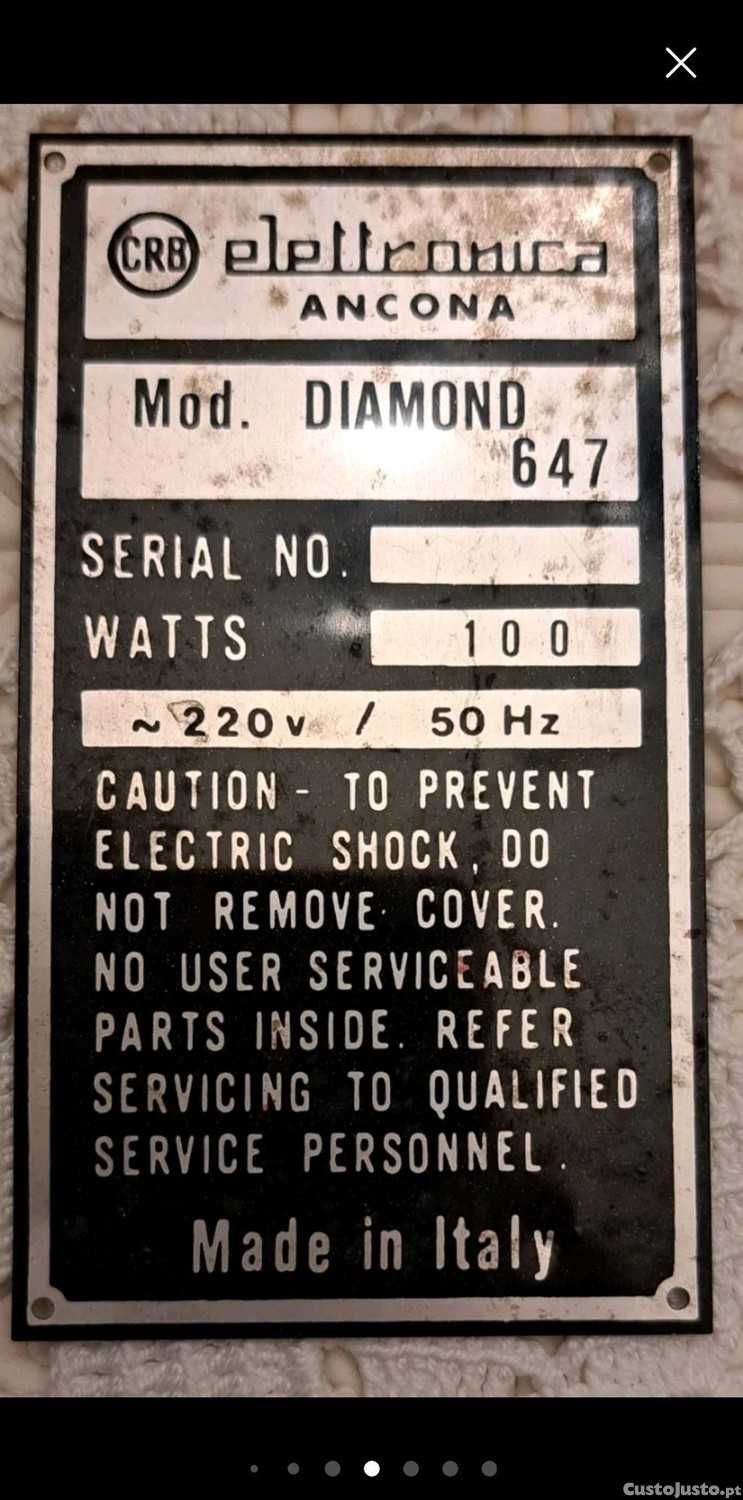 CRB elettronica
ANCONA
Mod. DIAMOND
647
SERIAL NO.
WATTS 100
~ 220 v / 50 Hz
CAUTION - TO PREVENT
ELECTRIC SHOCK, DO
NOT REMOVE COVER.
NO USER SERVICEABLE
PARTS INSIDE. REFER
SERVICING TO QUALIFIED
SERVICE PERSONNEL.
Made in Italy
CustoJusto.pt